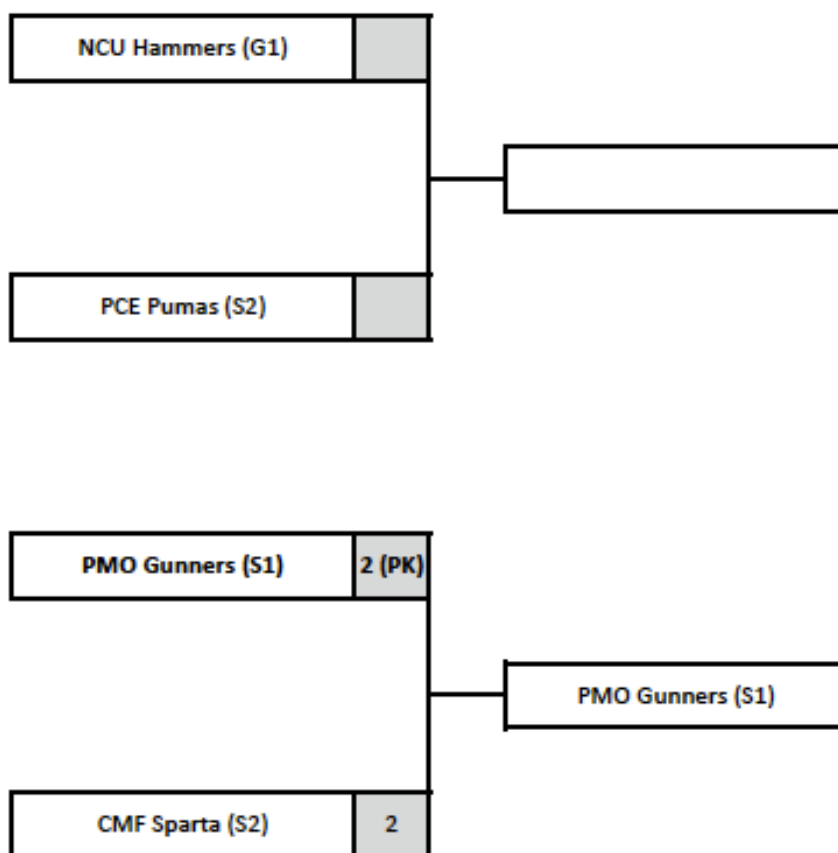 NCU Hammers (G1)
PCE Pumas (S2)
PMO Gunners (S1) 2 (PK)
PMO Gunners (S1)
CMF Sparta (S2) 2